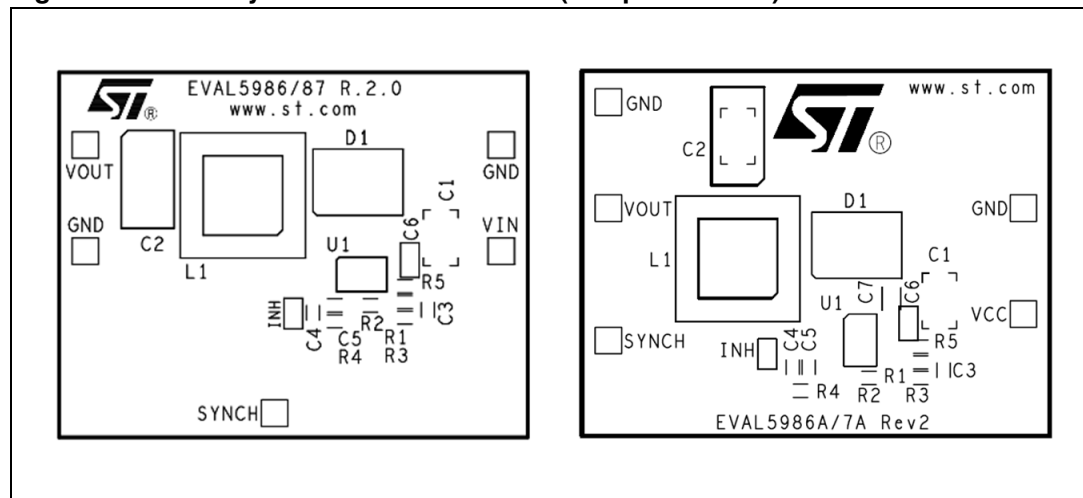 ST®
EVAL5986/87 R.2.0
www.st.com
D1
VOUT
GND
C1
GND
C6
VIN
C2
L1
U1
R5
INH
C4
R2
C3
C5
R1
R4
R3
SYNCH
www.st.com
GND
ST®
C2
VOUT
D1
GND
L1
C1
U1
C7
C6
VCC
SYNCH
INH
C4
C5
R5
R1
C3
R4
R2
R3
EVAL5986A/7A Rev2